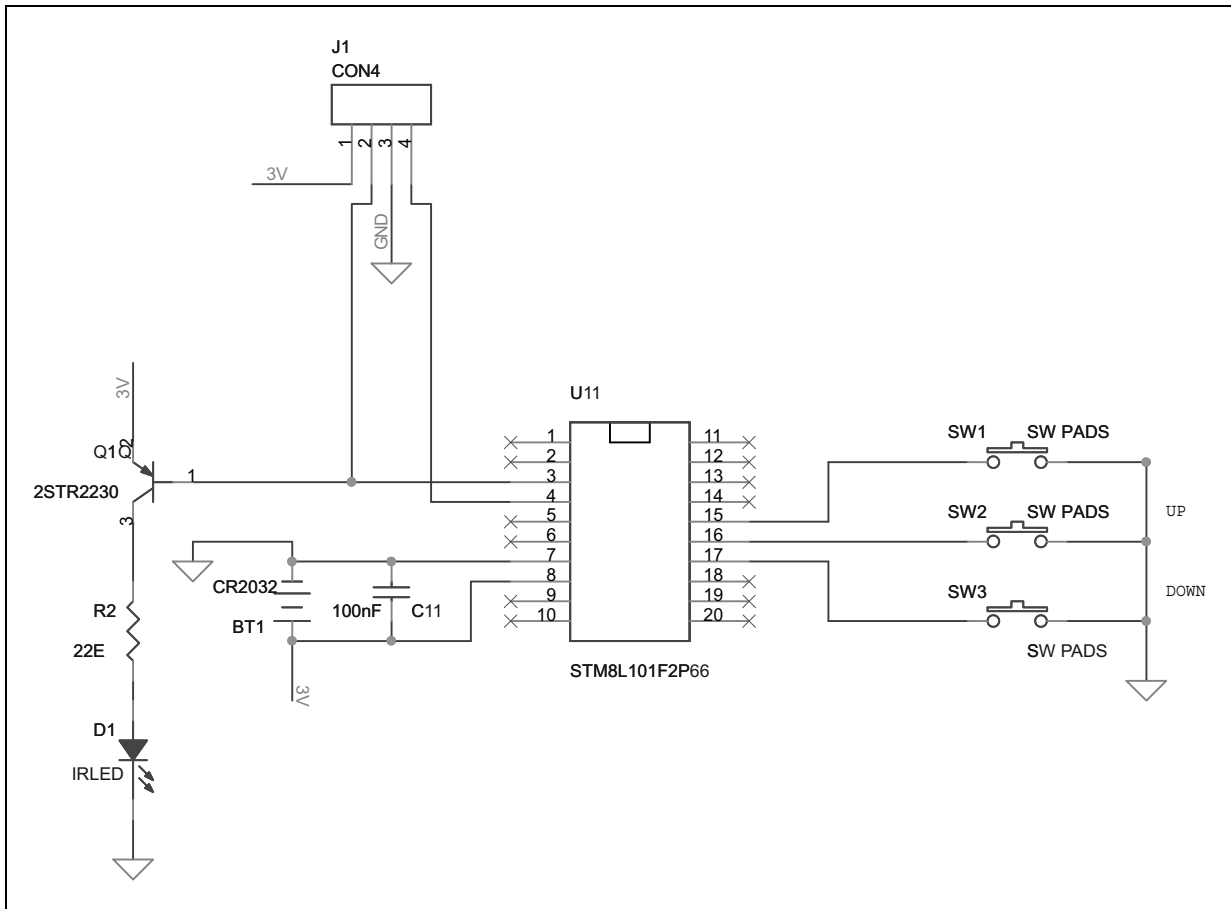 J1
CON4
1
2
3
4
3V
GND
3V
U11
Q1Q
2
1
2STR2230
3
1
2
3
4
5
6
7
8
9
10
11
12
13
14
15
16
17
18
19
20
SW1 SW PADS
UP
SW2 SW PADS
DOWN
SW3
SW PADS
CR2032
BT1
100nF C11
3V
R2
22E
STM8L101F2P66
D1
IRLED